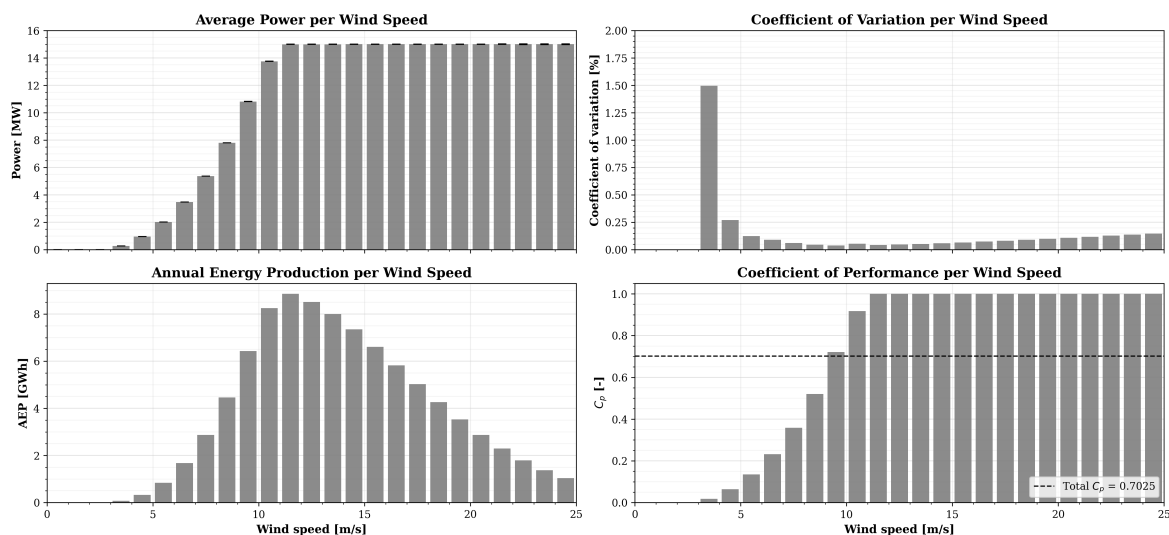 Average Power per Wind Speed
Power [MW]
16
14
12
10
8
6
4
2
0
Coefficient of Variation per Wind Speed
Coefficient of variation [%]
2.00
1.75
1.50
1.25
1.00
0.75
0.50
0.25
0.00
Annual Energy Production per Wind Speed
AEP [GWh]
8
6
4
2
0
0 5 10 15 20 25
Wind speed [m/s]
Coefficient of Performance per Wind Speed
Cp [-]
1.0
0.8
0.6
0.4
0.2
0.0
Total Cp = 0.7025
0 5 10 15 20 25
Wind speed [m/s]